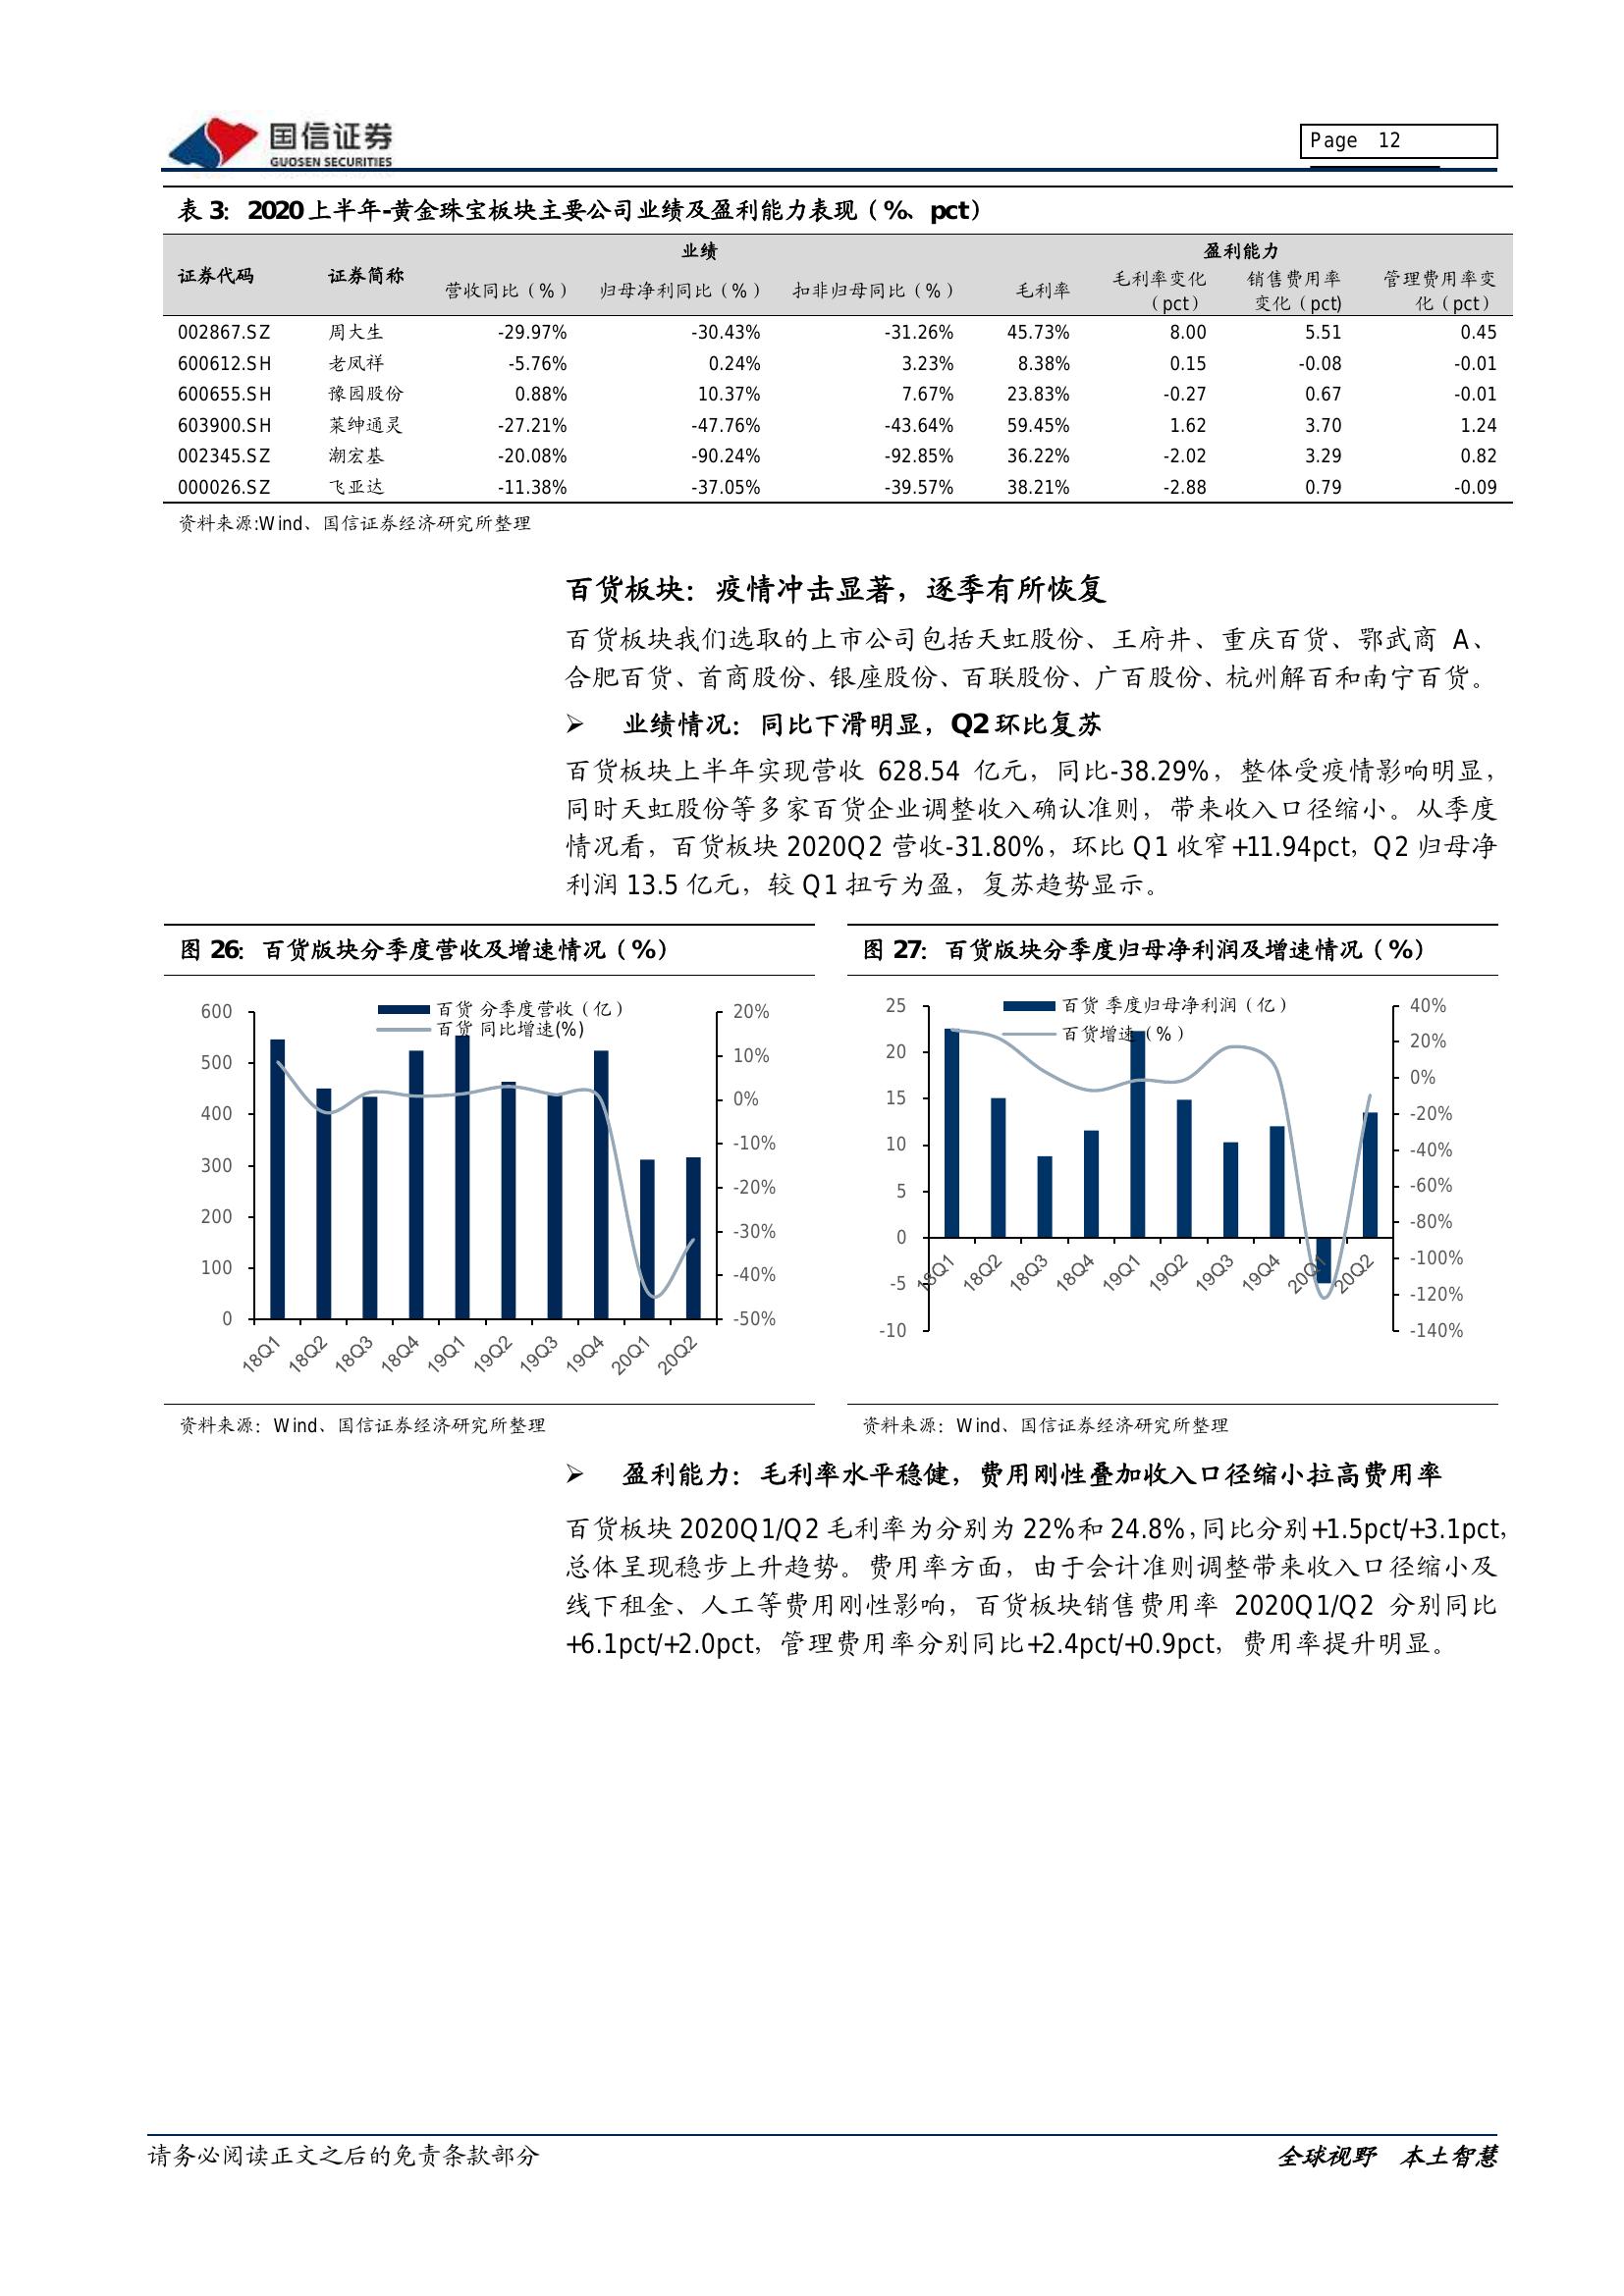 国信证券
GUOSEN SECURITIES
Page 12
表 3：2020 上半年-黄金珠宝板块主要公司业绩及盈利能力表现（%、pct）
业绩 盈利能力
证券代码 证券简称 营收同比（%） 归母净利同比（%） 扣非归母同比（%） 毛利率 毛利率变化（pct） 销售费用率变化（pct) 管理费用率变化（pct）
002867.SZ 周大生 -29.97% -30.43% -31.26% 45.73% 8.00 5.51 0.45
600612.SH 老凤祥 -5.76% 0.24% 3.23% 8.38% 0.15 -0.08 -0.01
600655.SH 豫园股份 0.88% 10.37% 7.67% 23.83% -0.27 0.67 -0.01
603900.SH 莱绅通灵 -27.21% -47.76% -43.64% 59.45% 1.62 3.70 1.24
002345.SZ 潮宏基 -20.08% -90.24% -92.85% 36.22% -2.02 3.29 0.82
000026.SZ 飞亚达 -11.38% -37.05% -39.57% 38.21% -2.88 0.79 -0.09
资料来源:Wind、国信证券经济研究所整理
百货板块：疫情冲击显著，逐季有所恢复
百货板块我们选取的上市公司包括天虹股份、王府井、重庆百货、鄂武商 A、
合肥百货、首商股份、银座股份、百联股份、广百股份、杭州解百和南宁百货。
➢ 业绩情况：同比下滑明显，Q2 环比复苏
百货板块上半年实现营收 628.54 亿元，同比-38.29%，整体受疫情影响明显，
同时天虹股份等多家百货企业调整收入确认准则，带来收入口径缩小。从季度
情况看，百货板块 2020Q2 营收-31.80%，环比 Q1 收窄+11.94pct，Q2 归母净
利润 13.5 亿元，较 Q1 扭亏为盈，复苏趋势显示。
图 26：百货版块分季度营收及增速情况（%）
百货 分季度营收（亿）
百货 同比增速(%)
600
500
400
300
200
100
0
20%
10%
0%
-10%
-20%
-30%
-40%
-50%
18Q1 18Q2 18Q3 18Q4 19Q1 19Q2 19Q3 19Q4 20Q1 20Q2
资料来源：Wind、国信证券经济研究所整理
图 27：百货版块分季度归母净利润及增速情况（%）
百货 季度归母净利润（亿）
百货增速（%）
25
20
15
10
5
0
-5
-10
40%
20%
0%
-20%
-40%
-60%
-80%
-100%
-120%
-140%
18Q1 18Q2 18Q3 18Q4 19Q1 19Q2 19Q3 19Q4 20Q1 20Q2
资料来源：Wind、国信证券经济研究所整理
➢ 盈利能力：毛利率水平稳健，费用刚性叠加收入口径缩小拉高费用率
百货板块 2020Q1/Q2 毛利率为分别为 22%和 24.8%，同比分别+1.5pct/+3.1pct，
总体呈现稳步上升趋势。费用率方面，由于会计准则调整带来收入口径缩小及
线下租金、人工等费用刚性影响，百货板块销售费用率 2020Q1/Q2 分别同比
+6.1pct/+2.0pct，管理费用率分别同比+2.4pct/+0.9pct，费用率提升明显。
请务必阅读正文之后的免责条款部分
全球视野 本土智慧